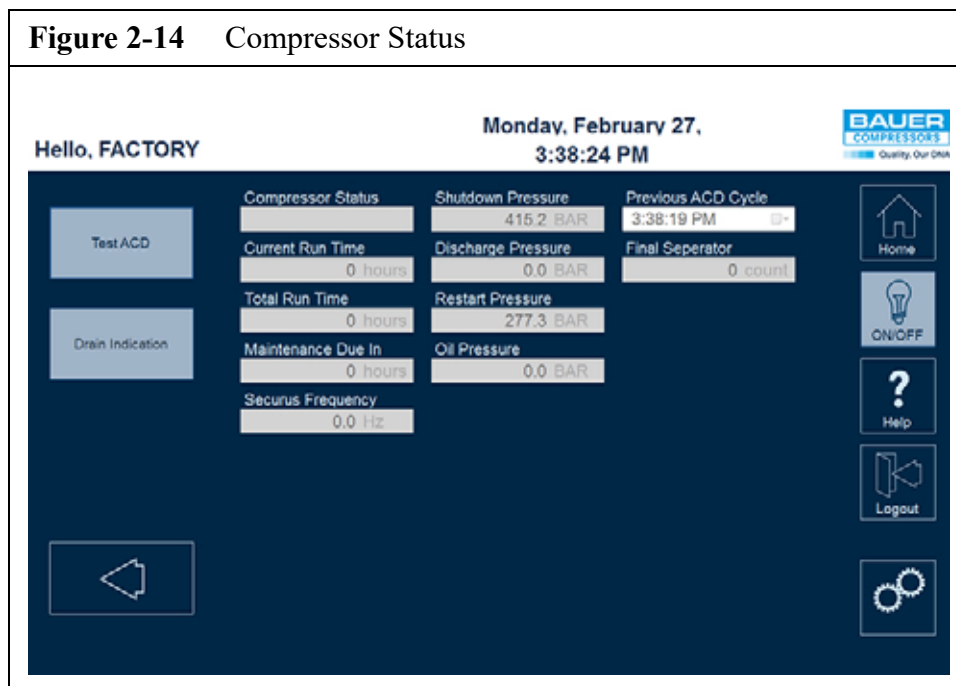 Figure 2-14 Compressor Status
Hello, FACTORY
Monday, February 27,
3:38:24 PM
BAUER
COMPRESSORS
Quality, Our DNA
Test ACD
Drain Indication
Compressor Status
Current Run Time
0 hours
Total Run Time
0 hours
Maintenance Due In
0 hours
Securus Frequency
0.0 Hz
Shutdown Pressure
415.2 BAR
Discharge Pressure
0.0 BAR
Restart Pressure
277.3 BAR
Oil Pressure
0.0 BAR
Previous ACD Cycle
3:38:19 PM
Final Seperator
0 count
Home
ON/OFF
?
Help
Logout